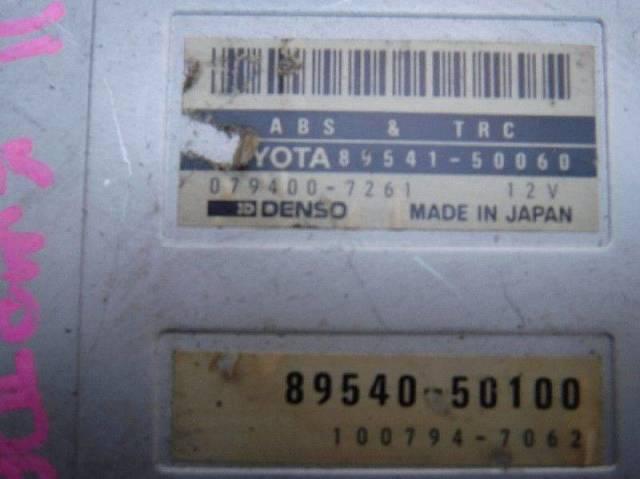 ABS & TRC
YOTA 89541-50060
079400-7261 12V
DENSO MADE IN JAPAN
89540-50100
100794-7062